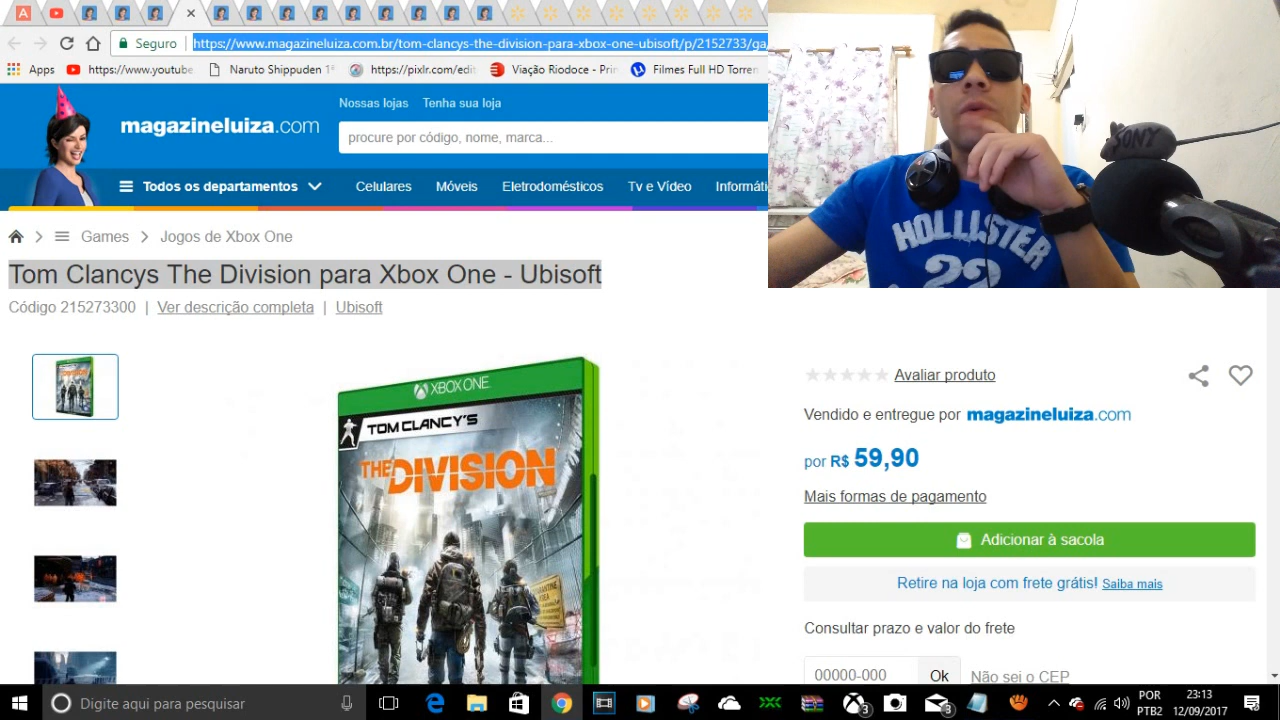 Seguro
https://www.magazineluiza.com.br/tom-clancys-the-division-para-xbox-one-ubisoft/p/2152733/ga
Apps
https://www.youtube
Naruto Shippuden 1ª
https://pixlr.com/edit
Viação Riodoce - Pri
Filmes Full HD Torren
Nossas lojas Tenha sua loja
magazineluiza.com
procure por código, nome, marca...
Todos os departamentos
Celulares Móveis Eletrodomésticos Tv e Vídeo Informáti
SONY
HOLLISTER
22
Games Jogos de Xbox One
Tom Clancys The Division para Xbox One - Ubisoft
Código 215273300 | Ver descrição completa | Ubisoft
XBOX ONE
TOM CLANCY'S
THE DIVISION
Avaliar produto
Vendido e entregue por magazineluiza.com
por R$ 59,90
Mais formas de pagamento
Adicionar à sacola
Retire na loja com frete grátis! Saiba mais
Consultar prazo e valor do frete
00000-000 Ok Não sei o CEP
Digite aqui para pesquisar
3
3
POR
PTB2
23:13
12/09/2017